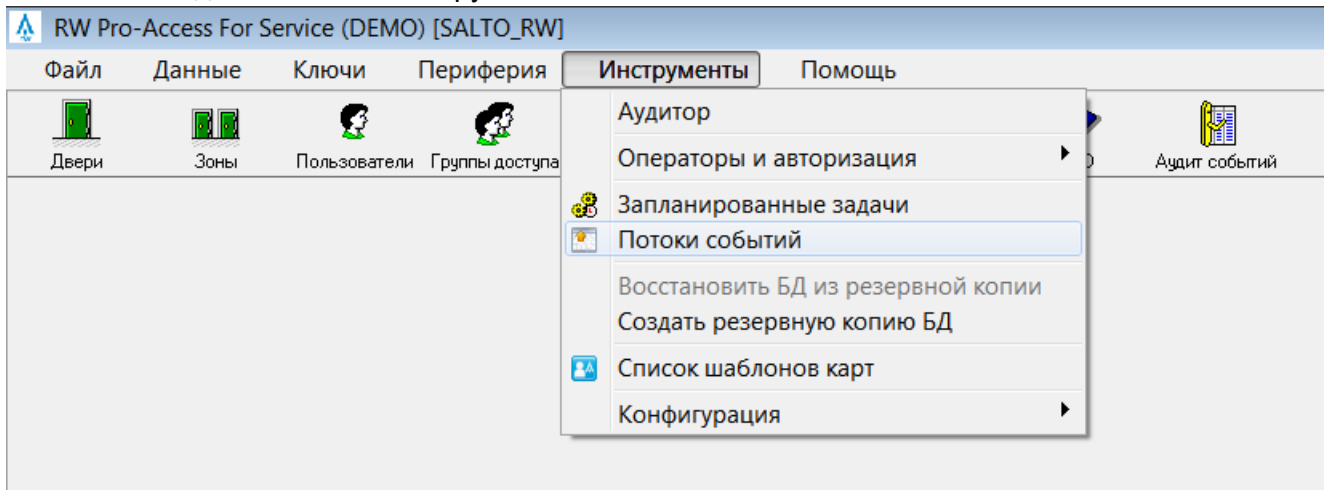 RW Pro-Access For Service (DEMO) [SALTO_RW]
Файл Данные Ключи Периферия Инструменты Помощь
Двери Зоны Пользователи Группы доступа Аудит событий
Аудитор
Операторы и авторизация
Запланированные задачи
Потоки событий
Восстановить БД из резервной копии
Создать резервную копию БД
Список шаблонов карт
Конфигурация